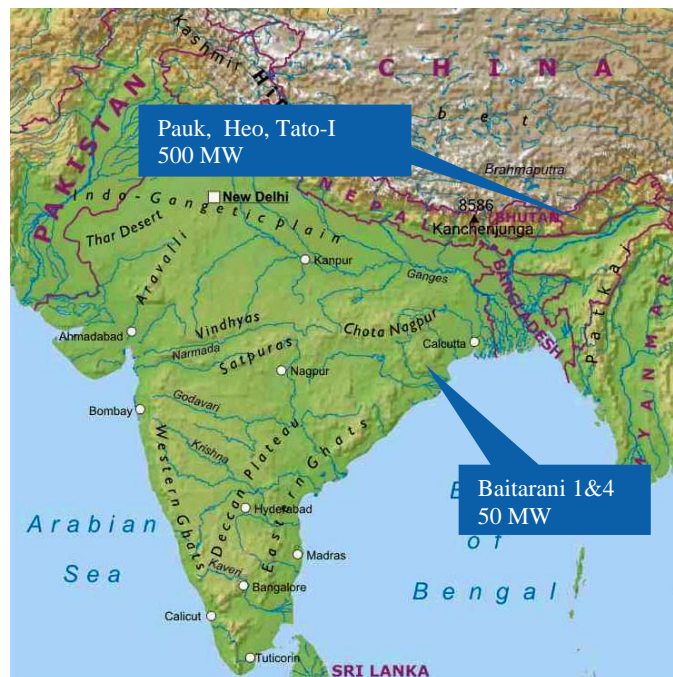 Kashmir
Hi
CHINA
PAKISTAN
Pauk, Heo, Tato-I
500 MW
bet
Brahmaputra
New Delhi
NEPAL
8586
BHUTAN
Kanchenjunga
Indo-Gangetic plain
Thar Desert
Aravalli
Kanpur
Ganges
BANGLADESH
Patkai
MYANMAR
Vindhyas
Chota Nagpur
Ahmadabad
Narmada
Satpuras
Calcutta
Nagpur
Bombay
Godavari
Krishna
Western Ghats
Deccan Plateau
Eastern Ghats
Baitarani 1&4
50 MW
Hyderabad
Arabian
Sea
B
of
Bengal
Madras
Kaveri
Bangalore
Calicut
Tuticorin
SRI LANKA